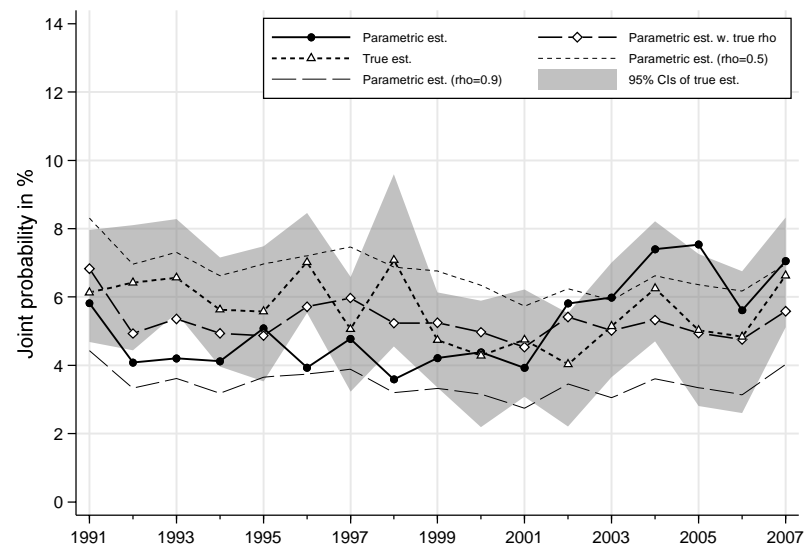 14
12
10
8
6
4
2
0
Joint probability in %
Parametric est.
True est.
Parametric est. (rho=0.9)
Parametric est. w. true rho
Parametric est. (rho=0.5)
95% CIs of true est.
1991 1993 1995 1997 1999 2001 2003 2005 2007